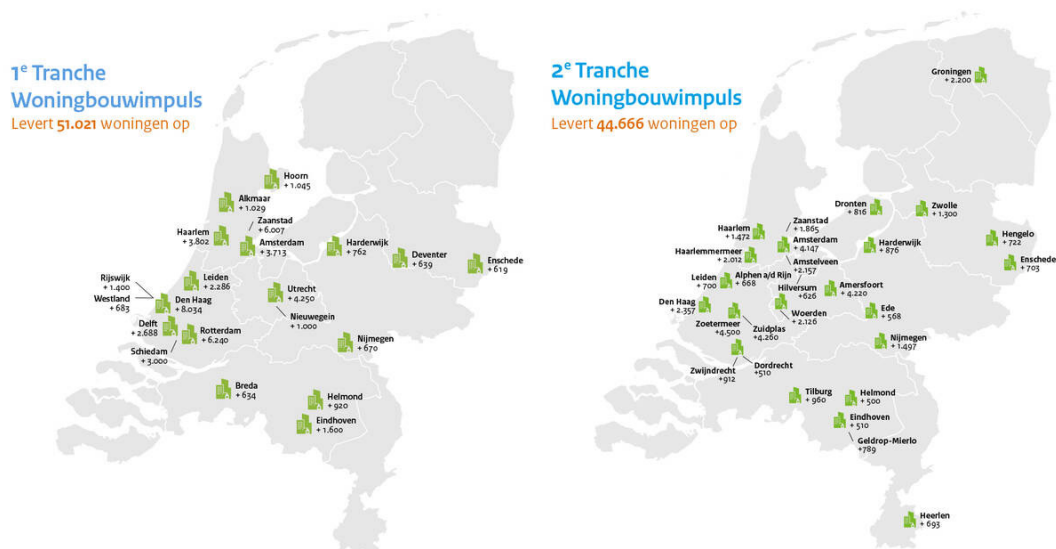 1e Tranche
Woningbouwimpuls
Levert 51.021 woningen op
Hoorn
+ 1.045
Alkmaar
+ 1.029
Zaanstad
+ 6.007
Haarlem
+ 3.802
Amsterdam
+ 3.713
Harderwijk
+ 762
Deventer
+ 639
Enschede
+ 619
Rijswijk
+ 1.400
Leiden
+ 2.286
Westland
+ 683
Den Haag
+ 8.034
Utrecht
+ 4.250
Nieuwegein
+ 1.000
Delft
+ 2.688
Rotterdam
+ 6.240
Schiedam
+ 3.000
Nijmegen
+ 670
Breda
+ 634
Helmond
+ 920
Eindhoven
+ 1.600
2e Tranche
Woningbouwimpuls
Levert 44.666 woningen op
Groningen
+ 2.200
Dronten
+ 816
Zwolle
+ 1.300
Zaanstad
+ 1.865
Haarlem
+ 1.472
Amsterdam
+ 4.147
Harderwijk
+ 876
Hengelo
+ 722
Enschede
+ 703
Haarlemmermeer
+ 2.012
Amstelveen
+2.157
Leiden
+ 700
Alphen a/d Rijn
+ 668
Hilversum
+626
Amersfoort
+ 4.220
Den Haag
+ 2.357
Woerden
+ 2.126
Ede
+ 568
Zoetermeer
+4.500
Zuidplas
+4.260
Nijmegen
+ 1.497
Zwijndrecht
+912
Dordrecht
+510
Tilburg
+ 960
Helmond
+ 500
Eindhoven
+ 510
Geldrop-Mierlo
+789
Heerlen
+ 693